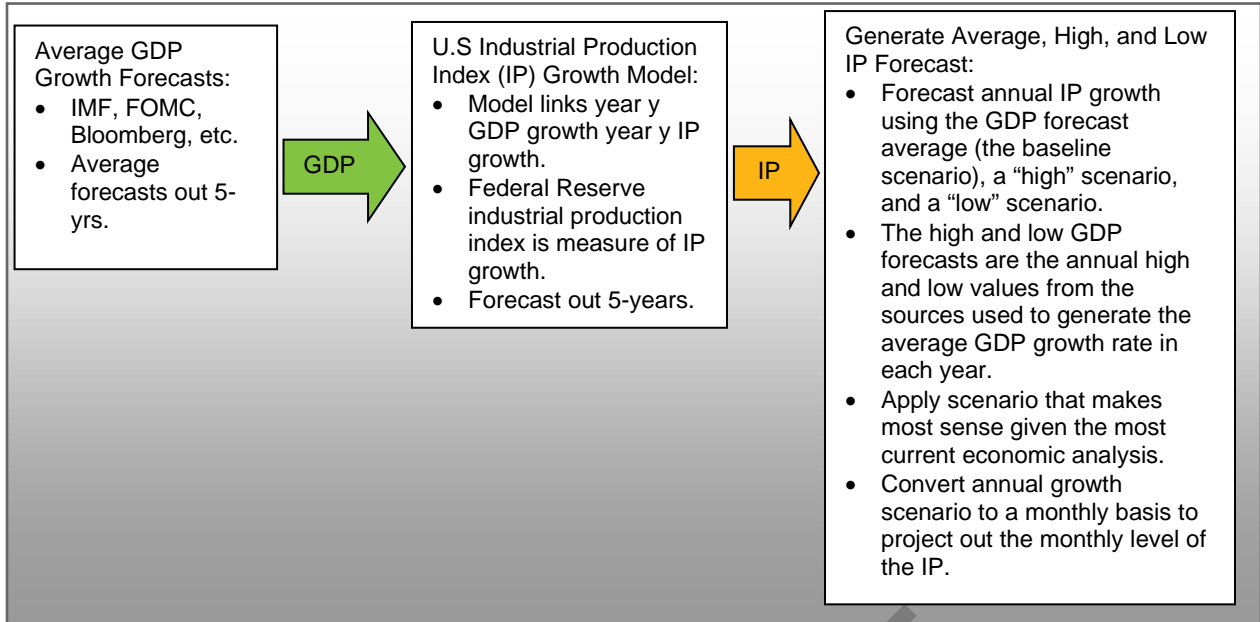 Average GDP
Growth Forecasts:
• IMF, FOMC,
Bloomberg, etc.
• Average
forecasts out 5-
yrs.
GDP
U.S Industrial Production
Index (IP) Growth Model:
• Model links year y
GDP growth year y IP
growth.
• Federal Reserve
industrial production
index is measure of IP
growth.
• Forecast out 5-years.
IP
Generate Average, High, and Low
IP Forecast:
• Forecast annual IP growth
using the GDP forecast
average (the baseline
scenario), a “high” scenario,
and a “low” scenario.
• The high and low GDP
forecasts are the annual high
and low values from the
sources used to generate the
average GDP growth rate in
each year.
• Apply scenario that makes
most sense given the most
current economic analysis.
• Convert annual growth
scenario to a monthly basis to
project out the monthly level of
the IP.